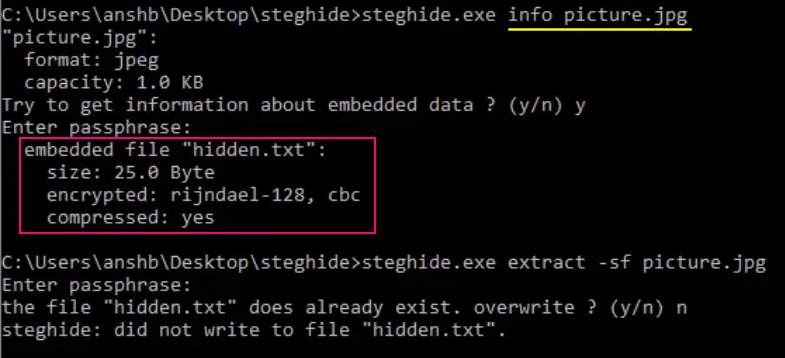 C:\Users\anshb\Desktop\steghide>steghide.exe info picture.jpg
"picture.jpg":
  format: jpeg
  capacity: 1.0 KB
Try to get information about embedded data ? (y/n) y
Enter passphrase:
  embedded file "hidden.txt":
    size: 25.0 Byte
    encrypted: rijndael-128, cbc
    compressed: yes

C:\Users\anshb\Desktop\steghide>steghide.exe extract -sf picture.jpg
Enter passphrase:
the file "hidden.txt" does already exist. overwrite ? (y/n) n
steghide: did not write to file "hidden.txt".